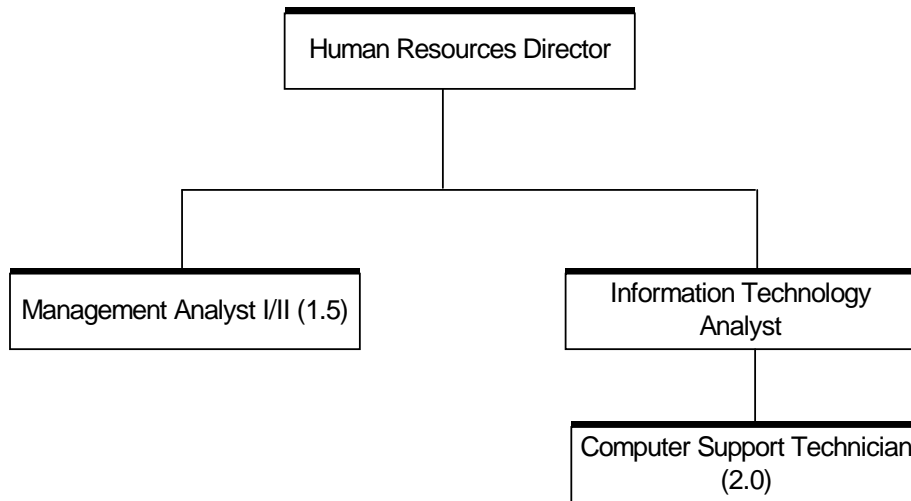 Human Resources Director
Management Analyst I/II (1.5)
Information Technology
Analyst
Computer Support Technician
(2.0)